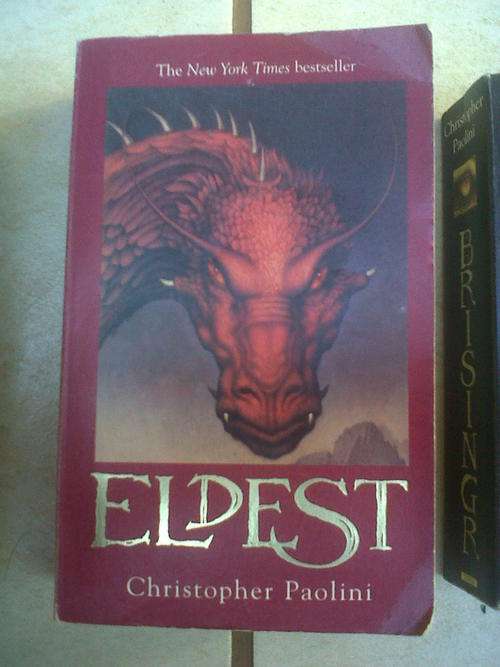 The New York Times bestseller
ELDEST
Christopher Paolini
Christopher
Paolini
BRISINGR